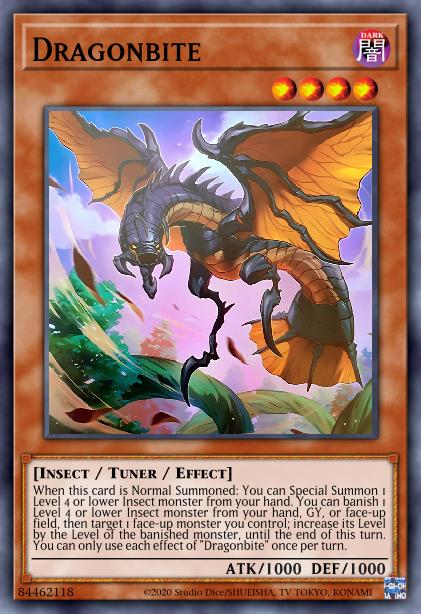 DRAGONBITE
DARK
闇
[INSECT / TUNER / EFFECT]
When this card is Normal Summoned: You can Special Summon 1
Level 4 or lower Insect monster from your hand. You can banish 1
Level 4 or lower Insect monster from your hand, GY, or face-up
field, then target 1 face-up monster you control; increase its Level
by the Level of the banished monster, until the end of this turn.
You can only use each effect of "Dragonbite" once per turn.
ATK/1000 DEF/1000
84462118
©2020 Studio Dice/SHUEISHA, TV TOKYO, KONAMI